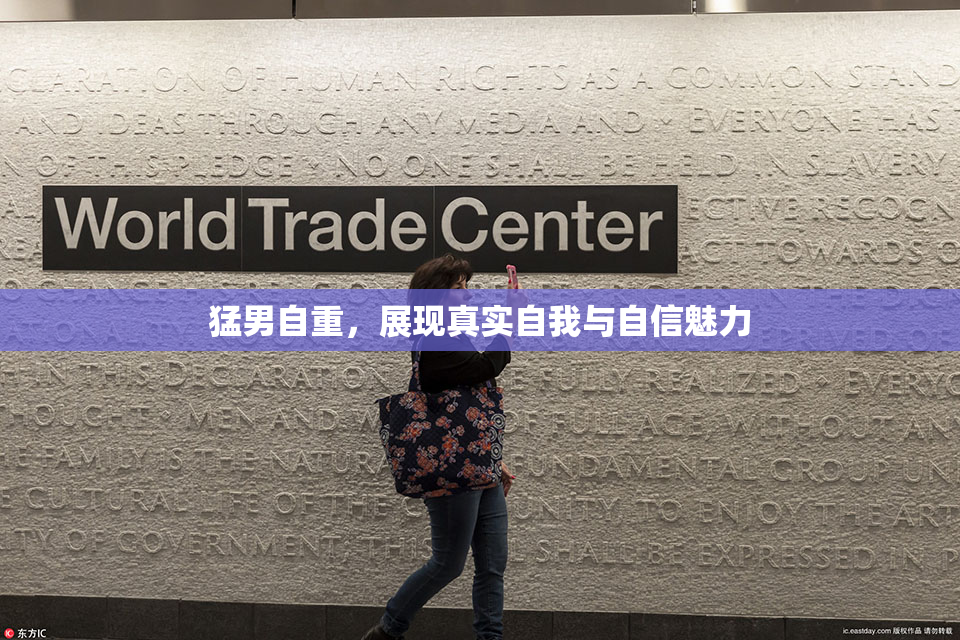 CLARATION OF HUMAN RIGHTS AS A COMMON STAND
AND IDEAS THROUGH ANY MEDIA AND EVERYONE HAS T
N OF THIS PLEDGE NO ONE SHALL BE HELD IN SLAVERY
World Trade Center
ECTIVE RECOGN
ACT TOWARDS O
猛男自重，展现真实自我与自信魅力
H IN THIS DECLARATION FULLY REALIZED EVERYO
THOUGHT MEN AND OF FULL AGE, WITHO
E FAMILY IS THE NATURA FUNDAMENTAL GROUP
E CULTURAL LIFE OF THE UNITY, TO ENJOY THE ART
TY OF GOVERNMENT; THIS SHALL BE EXPRESSED IN P
东方IC
ic.eastday.com 版权作品 请勿转载